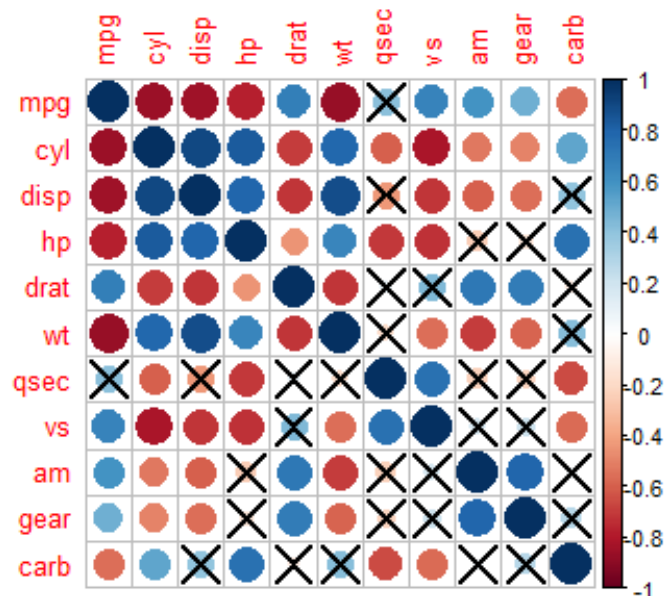 mpg cyl disp hp drat wt qsec vs am gear carb
mpg
cyl
disp
hp
drat
wt
qsec
vs
am
gear
carb
1
0.8
0.6
0.4
0.2
0
-0.2
-0.4
-0.6
-0.8
-1